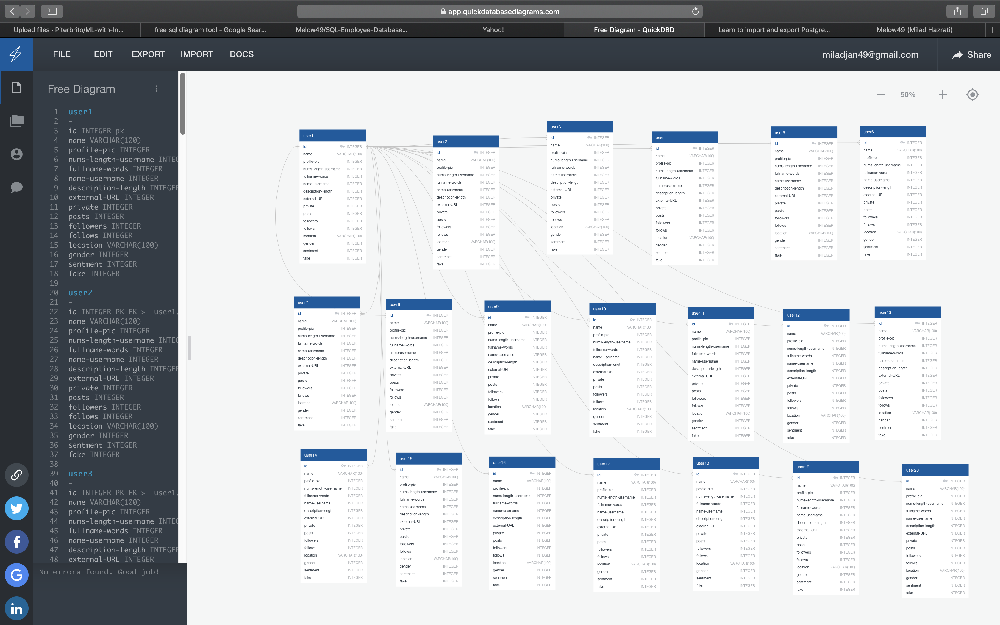 app.quickdatabasediagrams.com
Upload files · Piterbrito/ML-with-In...
free sql diagram tool - Google Sear...
Melow49/SQL-Employee-Database...
Yahoo!
Free Diagram - QuickDBD
Learn to import and export Postgre...
Melow49 (Milad Hazrati)
FILE EDIT EXPORT IMPORT DOCS
miladjan49@gmail.com
Share
Free Diagram
50%
1 user1
2 -
3 id INTEGER pk
4 name VARCHAR(100)
5 profile-pic INTEGER
6 nums-length-username INTEG
7 fullname-words INTEGER
8 name-username INTEGER
9 description-length INTEGER
10 external-URL INTEGER
11 private INTEGER
12 posts INTEGER
13 followers INTEGER
14 follows INTEGER
15 location VARCHAR(100)
16 gender INTEGER
17 sentment INTEGER
18 fake INTEGER
19
20 user2
21 -
22 id INTEGER PK FK >- user1.
23 name VARCHAR(100)
24 profile-pic INTEGER
25 nums-length-username INTEG
26 fullname-words INTEGER
27 name-username INTEGER
28 description-length INTEGER
29 external-URL INTEGER
30 private INTEGER
31 posts INTEGER
32 followers INTEGER
33 follows INTEGER
34 location VARCHAR(100)
35 gender INTEGER
36 sentment INTEGER
37 fake INTEGER
38
39 user3
40 -
41 id INTEGER PK FK >- user1.
42 name VARCHAR(100)
43 profile-pic INTEGER
44 nums-length-username INTEG
45 fullname-words INTEGER
46 name-username INTEGER
47 description-length INTEGER
48 external-URL INTEGER
No errors found. Good job!
user1
id INTEGER
name VARCHAR(100)
profile-pic INTEGER
nums-length-username INTEGER
fullname-words INTEGER
name-username INTEGER
description-length INTEGER
external-URL INTEGER
private INTEGER
posts INTEGER
followers INTEGER
follows INTEGER
location VARCHAR(100)
gender INTEGER
sentment INTEGER
fake INTEGER
user2
id INTEGER
name VARCHAR(100)
profile-pic INTEGER
nums-length-username INTEGER
fullname-words INTEGER
name-username INTEGER
description-length INTEGER
external-URL INTEGER
private INTEGER
posts INTEGER
followers INTEGER
follows INTEGER
location VARCHAR(100)
gender INTEGER
sentment INTEGER
fake INTEGER
user3
id INTEGER
name VARCHAR(100)
profile-pic INTEGER
nums-length-username INTEGER
fullname-words INTEGER
name-username INTEGER
description-length INTEGER
external-URL INTEGER
private INTEGER
posts INTEGER
followers INTEGER
follows INTEGER
location VARCHAR(100)
gender INTEGER
sentment INTEGER
fake INTEGER
user4
id INTEGER
name VARCHAR(100)
profile-pic INTEGER
nums-length-username INTEGER
fullname-words INTEGER
name-username INTEGER
description-length INTEGER
external-URL INTEGER
private INTEGER
posts INTEGER
followers INTEGER
follows INTEGER
location VARCHAR(100)
gender INTEGER
sentment INTEGER
fake INTEGER
user5
id INTEGER
name VARCHAR(100)
profile-pic INTEGER
nums-length-username INTEGER
fullname-words INTEGER
name-username INTEGER
description-length INTEGER
external-URL INTEGER
private INTEGER
posts INTEGER
followers INTEGER
follows INTEGER
location VARCHAR(100)
gender INTEGER
sentment INTEGER
fake INTEGER
user6
id INTEGER
name VARCHAR(100)
profile-pic INTEGER
nums-length-username INTEGER
fullname-words INTEGER
name-username INTEGER
description-length INTEGER
external-URL INTEGER
private INTEGER
posts INTEGER
followers INTEGER
follows INTEGER
location VARCHAR(100)
gender INTEGER
sentment INTEGER
fake INTEGER
user7
id INTEGER
name VARCHAR(100)
profile-pic INTEGER
nums-length-username INTEGER
fullname-words INTEGER
name-username INTEGER
description-length INTEGER
external-URL INTEGER
private INTEGER
posts INTEGER
followers INTEGER
follows INTEGER
location VARCHAR(100)
gender INTEGER
sentment INTEGER
fake INTEGER
user8
id INTEGER
name VARCHAR(100)
profile-pic INTEGER
nums-length-username INTEGER
fullname-words INTEGER
name-username INTEGER
description-length INTEGER
external-URL INTEGER
private INTEGER
posts INTEGER
followers INTEGER
follows INTEGER
location VARCHAR(100)
gender INTEGER
sentment INTEGER
fake INTEGER
user9
id INTEGER
name VARCHAR(100)
profile-pic INTEGER
nums-length-username INTEGER
fullname-words INTEGER
name-username INTEGER
description-length INTEGER
external-URL INTEGER
private INTEGER
posts INTEGER
followers INTEGER
follows INTEGER
location VARCHAR(100)
gender INTEGER
sentment INTEGER
fake INTEGER
user10
id INTEGER
name VARCHAR(100)
profile-pic INTEGER
nums-length-username INTEGER
fullname-words INTEGER
name-username INTEGER
description-length INTEGER
external-URL INTEGER
private INTEGER
posts INTEGER
followers INTEGER
follows INTEGER
location VARCHAR(100)
gender INTEGER
sentment INTEGER
fake INTEGER
user11
id INTEGER
name VARCHAR(100)
profile-pic INTEGER
nums-length-username INTEGER
fullname-words INTEGER
name-username INTEGER
description-length INTEGER
external-URL INTEGER
private INTEGER
posts INTEGER
followers INTEGER
follows INTEGER
location VARCHAR(100)
gender INTEGER
sentment INTEGER
fake INTEGER
user12
id INTEGER
name VARCHAR(100)
profile-pic INTEGER
nums-length-username INTEGER
fullname-words INTEGER
name-username INTEGER
description-length INTEGER
external-URL INTEGER
private INTEGER
posts INTEGER
followers INTEGER
follows INTEGER
location VARCHAR(100)
gender INTEGER
sentment INTEGER
fake INTEGER
user13
id INTEGER
name VARCHAR(100)
profile-pic INTEGER
nums-length-username INTEGER
fullname-words INTEGER
name-username INTEGER
description-length INTEGER
external-URL INTEGER
private INTEGER
posts INTEGER
followers INTEGER
follows INTEGER
location VARCHAR(100)
gender INTEGER
sentment INTEGER
fake INTEGER
user14
id INTEGER
name VARCHAR(100)
profile-pic INTEGER
nums-length-username INTEGER
fullname-words INTEGER
name-username INTEGER
description-length INTEGER
external-URL INTEGER
private INTEGER
posts INTEGER
followers INTEGER
follows INTEGER
location VARCHAR(100)
gender INTEGER
sentment INTEGER
fake INTEGER
user15
id INTEGER
name VARCHAR(100)
profile-pic INTEGER
nums-length-username INTEGER
fullname-words INTEGER
name-username INTEGER
description-length INTEGER
external-URL INTEGER
private INTEGER
posts INTEGER
followers INTEGER
follows INTEGER
location VARCHAR(100)
gender INTEGER
sentment INTEGER
fake INTEGER
user16
id INTEGER
name VARCHAR(100)
profile-pic INTEGER
nums-length-username INTEGER
fullname-words INTEGER
name-username INTEGER
description-length INTEGER
external-URL INTEGER
private INTEGER
posts INTEGER
followers INTEGER
follows INTEGER
location VARCHAR(100)
gender INTEGER
sentment INTEGER
fake INTEGER
user17
id INTEGER
name VARCHAR(100)
profile-pic INTEGER
nums-length-username INTEGER
fullname-words INTEGER
name-username INTEGER
description-length INTEGER
external-URL INTEGER
private INTEGER
posts INTEGER
followers INTEGER
follows INTEGER
location VARCHAR(100)
gender INTEGER
sentment INTEGER
fake INTEGER
user18
id INTEGER
name VARCHAR(100)
profile-pic INTEGER
nums-length-username INTEGER
fullname-words INTEGER
name-username INTEGER
description-length INTEGER
external-URL INTEGER
private INTEGER
posts INTEGER
followers INTEGER
follows INTEGER
location VARCHAR(100)
gender INTEGER
sentment INTEGER
fake INTEGER
user19
id INTEGER
name VARCHAR(100)
profile-pic INTEGER
nums-length-username INTEGER
fullname-words INTEGER
name-username INTEGER
description-length INTEGER
external-URL INTEGER
private INTEGER
posts INTEGER
followers INTEGER
follows INTEGER
location VARCHAR(100)
gender INTEGER
sentment INTEGER
fake INTEGER
user20
id INTEGER
name VARCHAR(100)
profile-pic INTEGER
nums-length-username INTEGER
fullname-words INTEGER
name-username INTEGER
description-length INTEGER
external-URL INTEGER
private INTEGER
posts INTEGER
followers INTEGER
follows INTEGER
location VARCHAR(100)
gender INTEGER
sentment INTEGER
fake INTEGER